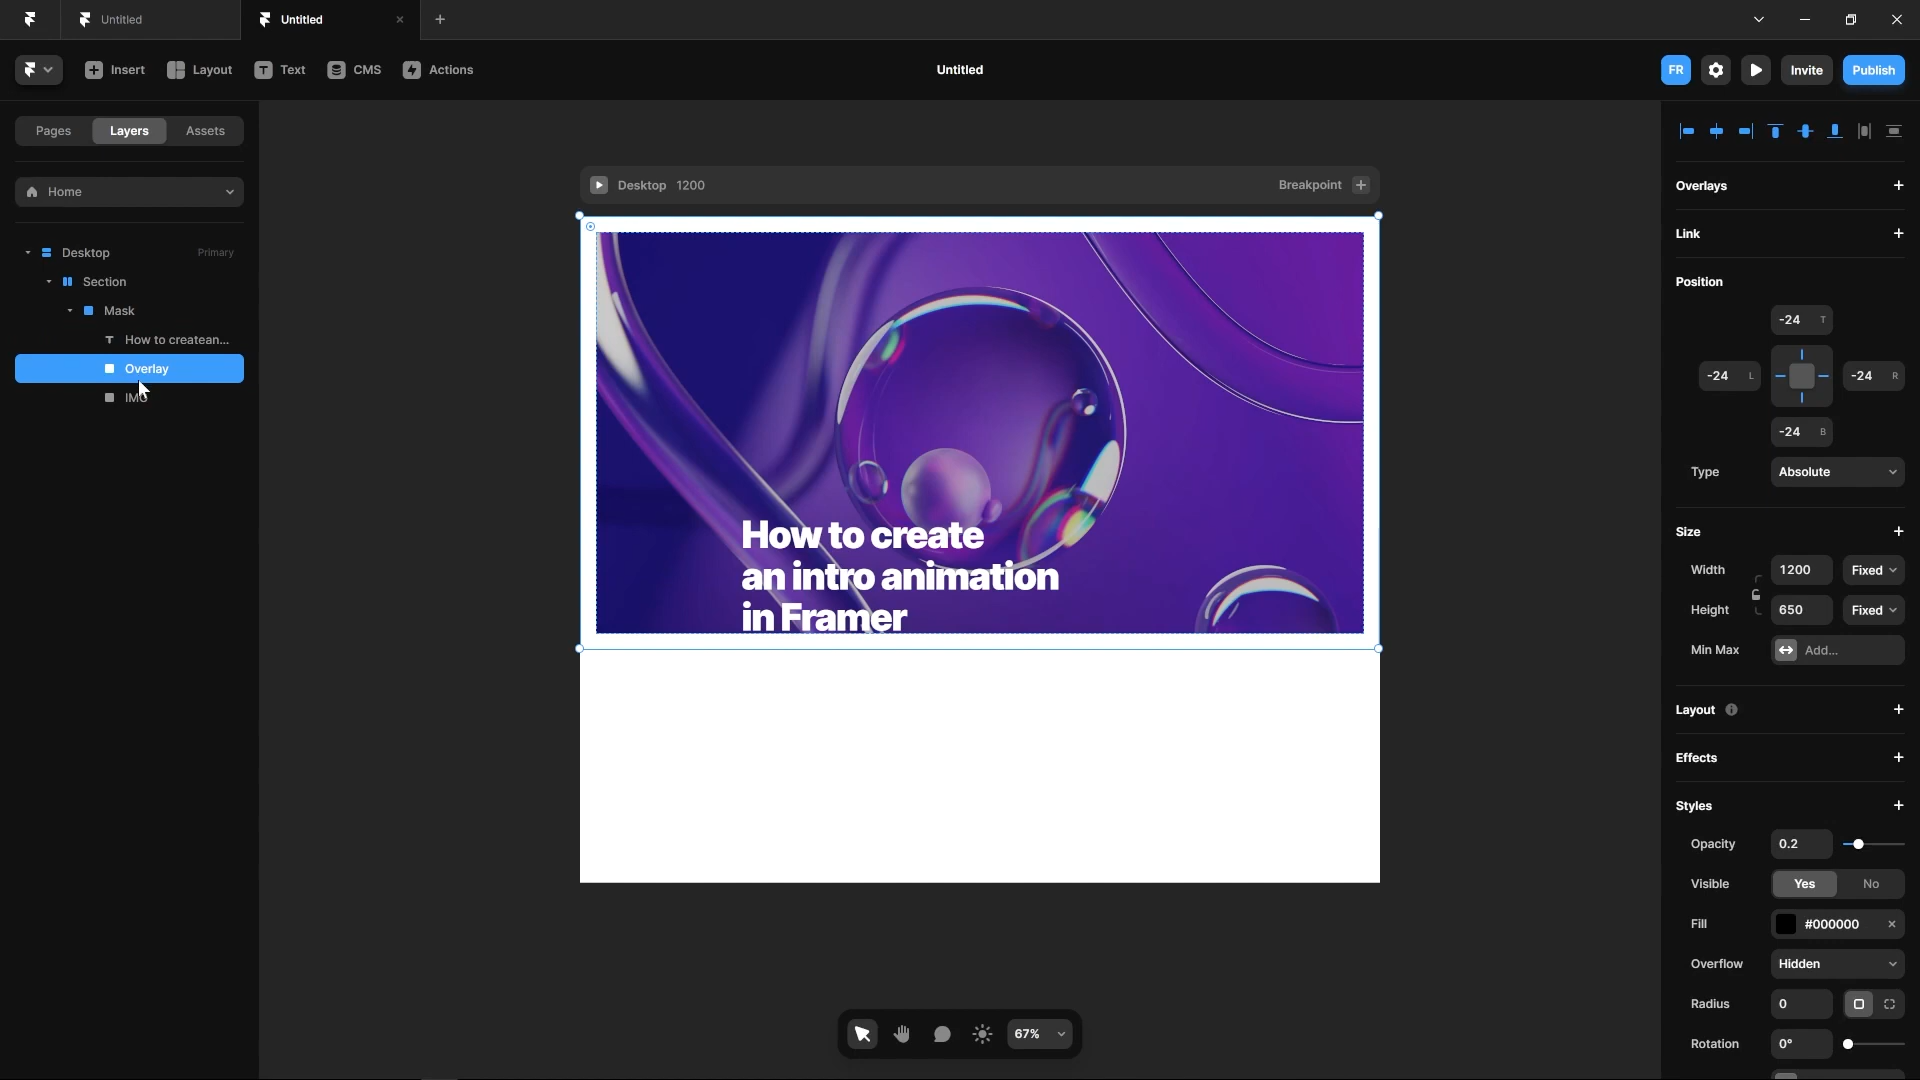 Untitled
Untitled
Insert
Layout
Text
CMS
Actions
Untitled
FR
Invite
Publish
Pages
Layers
Assets
Home
Desktop
Primary
Section
Mask
How to createan...
Overlay
IMG
Desktop 1200
Breakpoint
How to create
an intro animation
in Framer
67%
Overlays
Link
Position
-24 T
-24 L
-24 R
-24 B
Type
Absolute
Size
Width
1200
Fixed
Height
650
Fixed
Min Max
Add...
Layout
Effects
Styles
Opacity
0.2
Visible
Yes
No
Fill
#000000
Overflow
Hidden
Radius
0
Rotation
0°